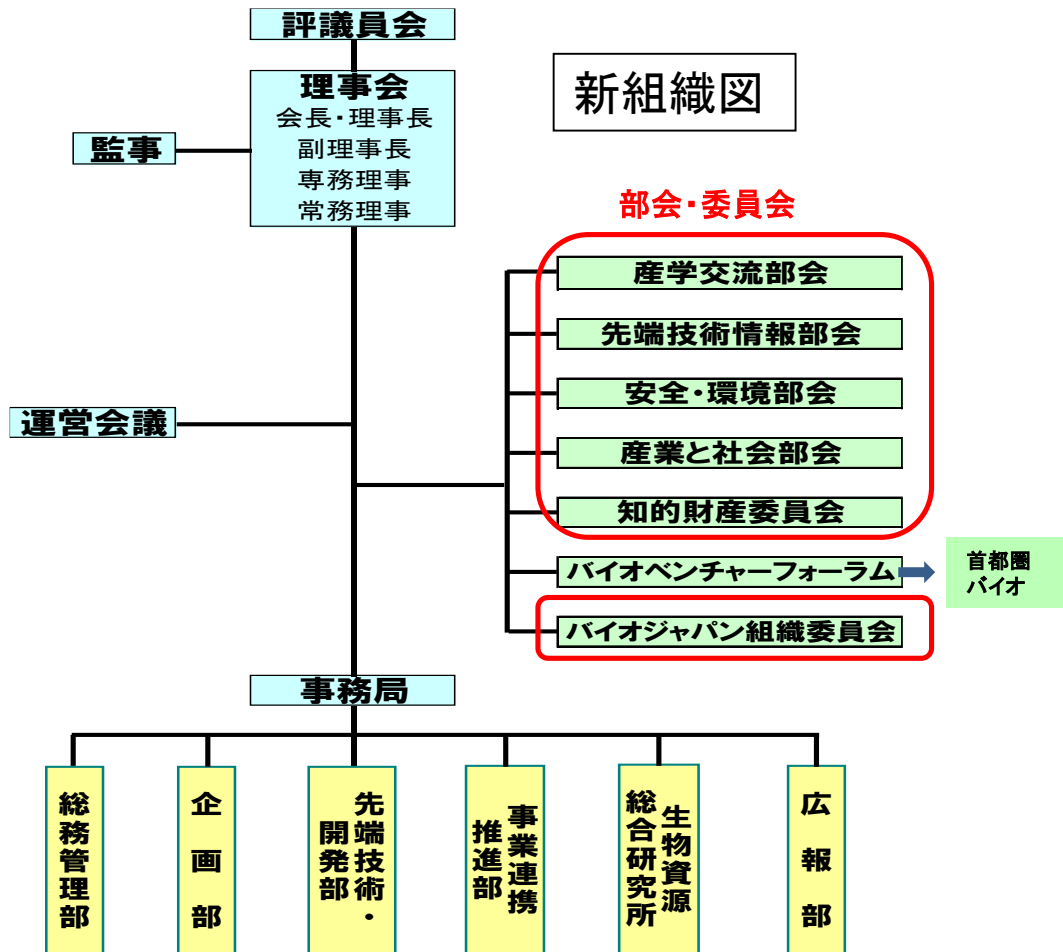 評議員会
理事会
会長・理事長
副理事長
専務理事
常務理事
新組織図
監事
部会・委員会
産学交流部会
先端技術情報部会
安全・環境部会
運営会議
産業と社会部会
知的財産委員会
バイオベンチャーフォーラム
首都圏
バイオ
バイオジャパン組織委員会
事務局
総務管理部
企画部
先端技術・
開発部
事業連携
推進部
生物資源
総合研究所
広報部